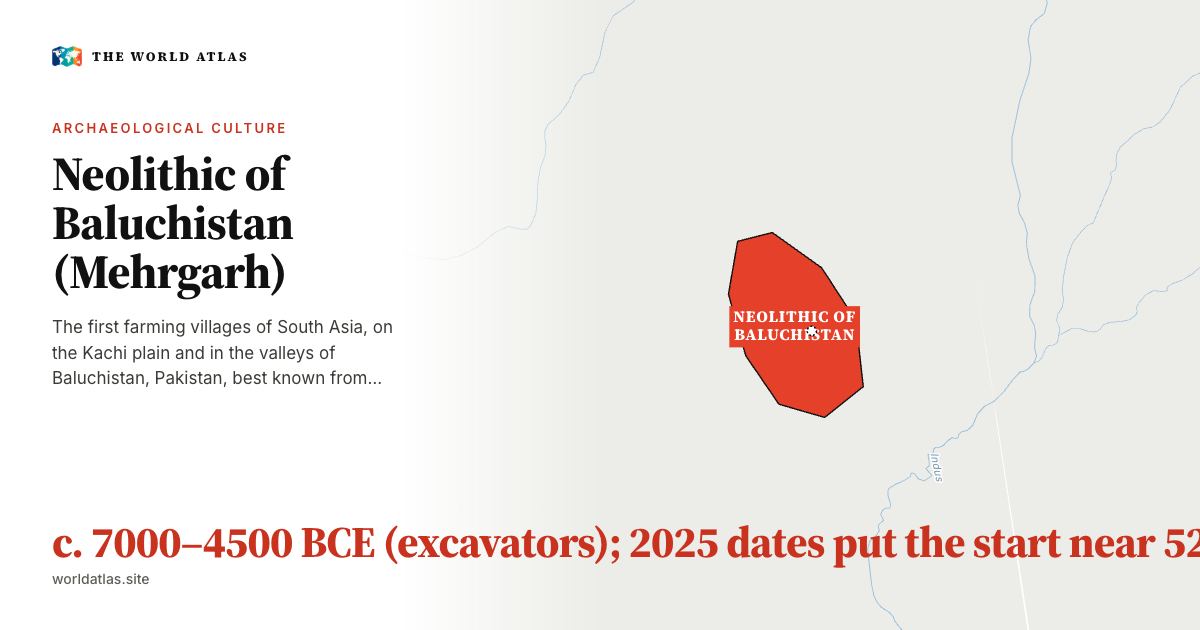 THE WORLD ATLAS
ARCHAEOLOGICAL CULTURE
Neolithic of
Baluchistan
(Mehrgarh)
The first farming villages of South Asia, on
the Kachi plain and in the valleys of
Baluchistan, Pakistan, best known from...
NEOLITHIC OF
BALUCHISTAN
Indus
c. 7000–4500 BCE (excavators); 2025 dates put the start near 52
worldatlas.site